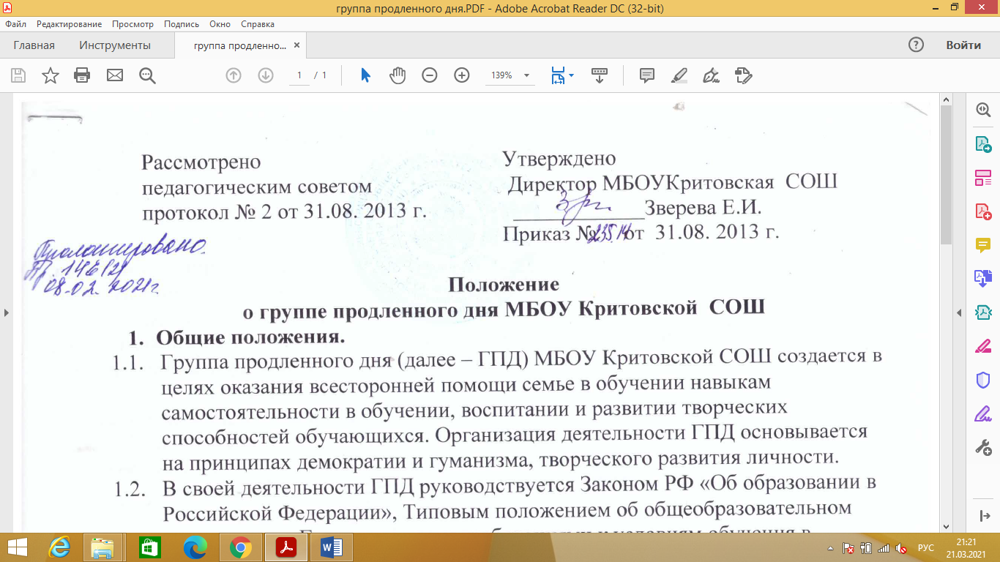 группа продленного дня.PDF - Adobe Acrobat Reader DC (32-bit)
Файл Редактирование Просмотр Подпись Окно Справка
Главная Инструменты группа продленно... Войти
1 / 1 139%
Рассмотрено
педагогическим советом
протокол № 2 от 31.08. 2013 г.
Утверждено
Директор МБОУКритовская СОШ
Зверева Е.И.
Приказ № от 31.08. 2013 г.
Пролонгировано.
Пр. 146/21
08.02. 2021г.
Положение
о группе продленного дня МБОУ Критовской СОШ
1. Общие положения.
1.1. Группа продленного дня (далее – ГПД) МБОУ Критовской СОШ создается в
целях оказания всесторонней помощи семье в обучении навыкам
самостоятельности в обучении, воспитании и развитии творческих
способностей обучающихся. Организация деятельности ГПД основывается
на принципах демократии и гуманизма, творческого развития личности.
1.2. В своей деятельности ГПД руководствуется Законом РФ «Об образовании в
Российской Федерации», Типовым положением об общеобразовательном
РУС
21:21
21.03.2021